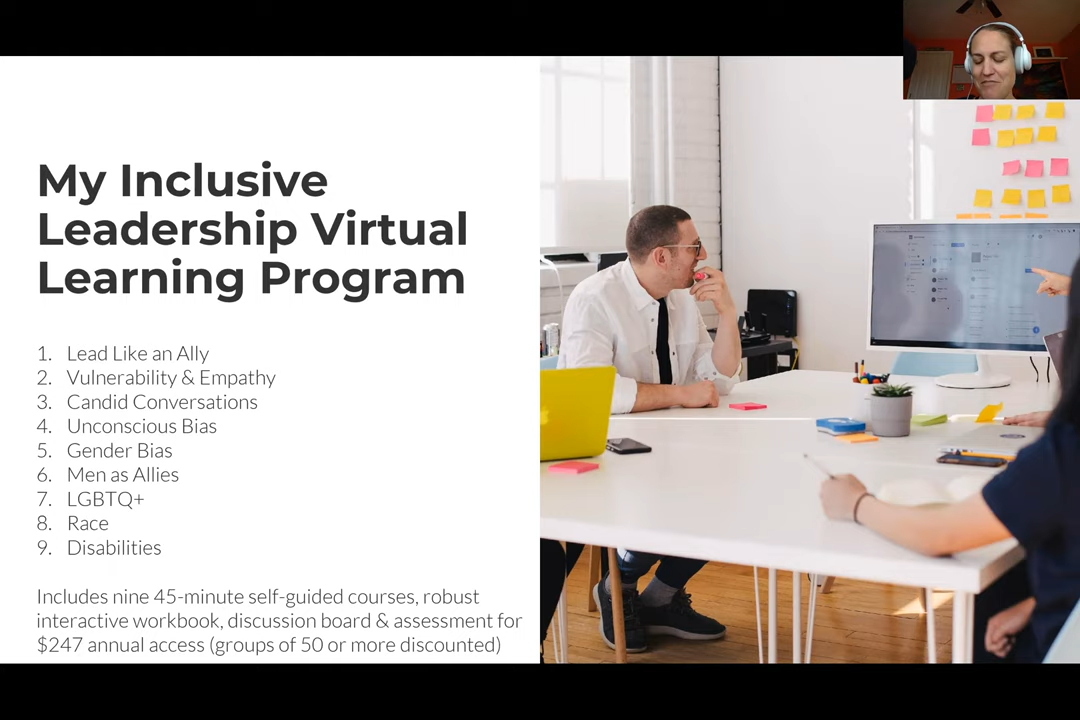 My Inclusive
Leadership Virtual
Learning Program
1. Lead Like an Ally
2. Vulnerability & Empathy
3. Candid Conversations
4. Unconscious Bias
5. Gender Bias
6. Men as Allies
7. LGBTQ+
8. Race
9. Disabilities
Includes nine 45-minute self-guided courses, robust
interactive workbook, discussion board & assessment for
$247 annual access (groups of 50 or more discounted)